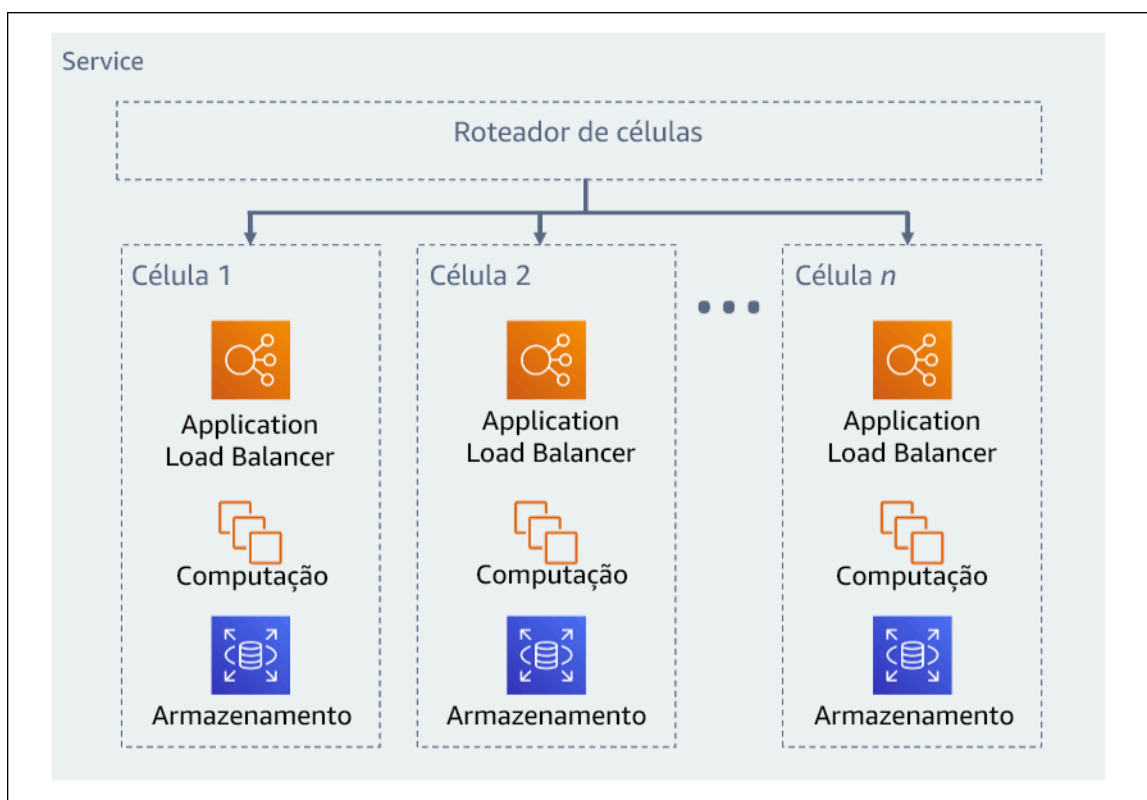 Service
Roteador de células
Célula 1
Célula 2
Célula n
Application
Load Balancer
Application
Load Balancer
Application
Load Balancer
Computação
Computação
Computação
Armazenamento
Armazenamento
Armazenamento